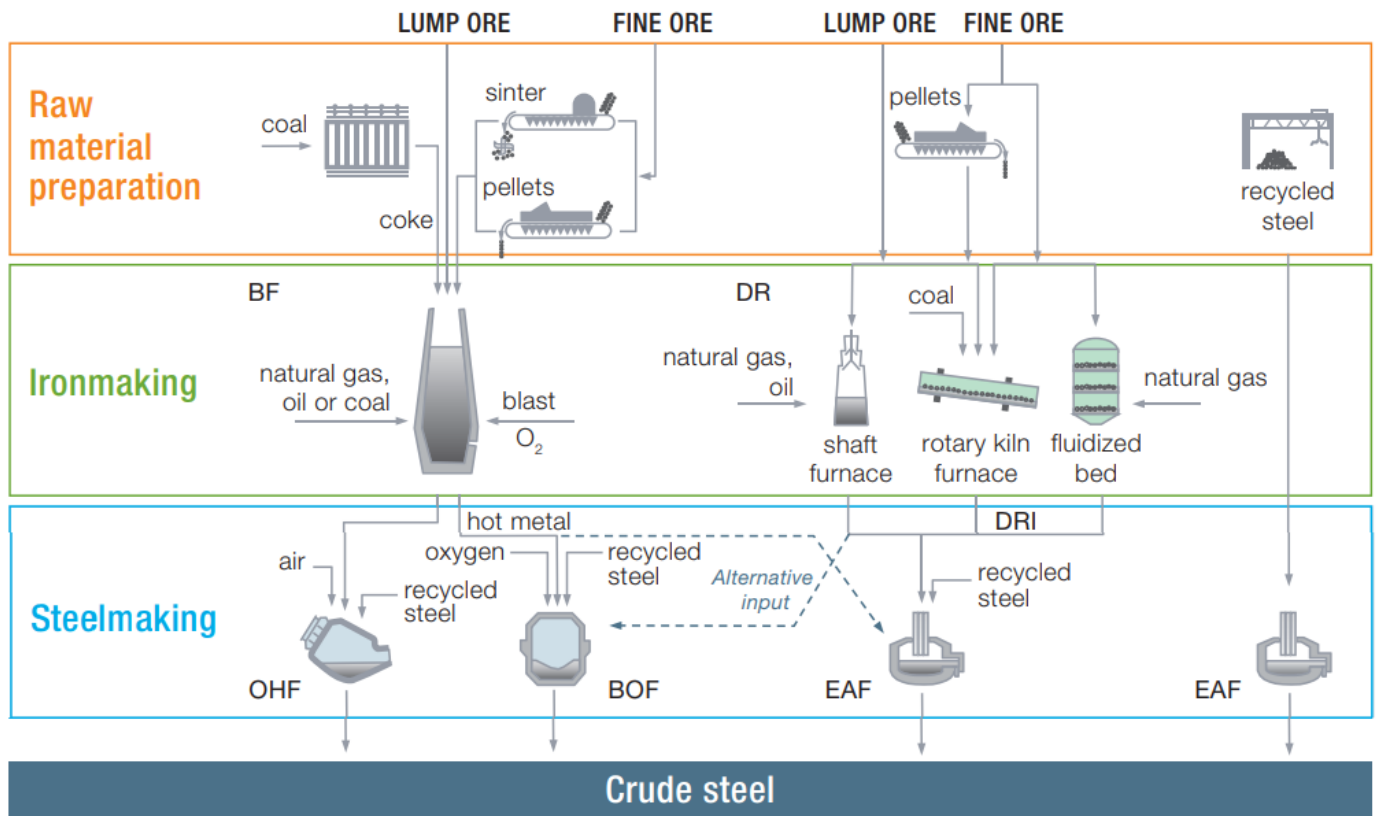 LUMP ORE
FINE ORE
LUMP ORE
FINE ORE
Raw
material
preparation
coal
coke
sinter
pellets
pellets
recycled
steel
Ironmaking
BF
natural gas,
oil or coal
blast
O₂
DR
natural gas,
oil
coal
natural gas
shaft
furnace
rotary kiln
furnace
fluidized
bed
Steelmaking
hot metal
air
recycled
steel
oxygen
recycled
steel
Alternative
input
DRI
recycled
steel
OHF
BOF
EAF
EAF
Crude steel